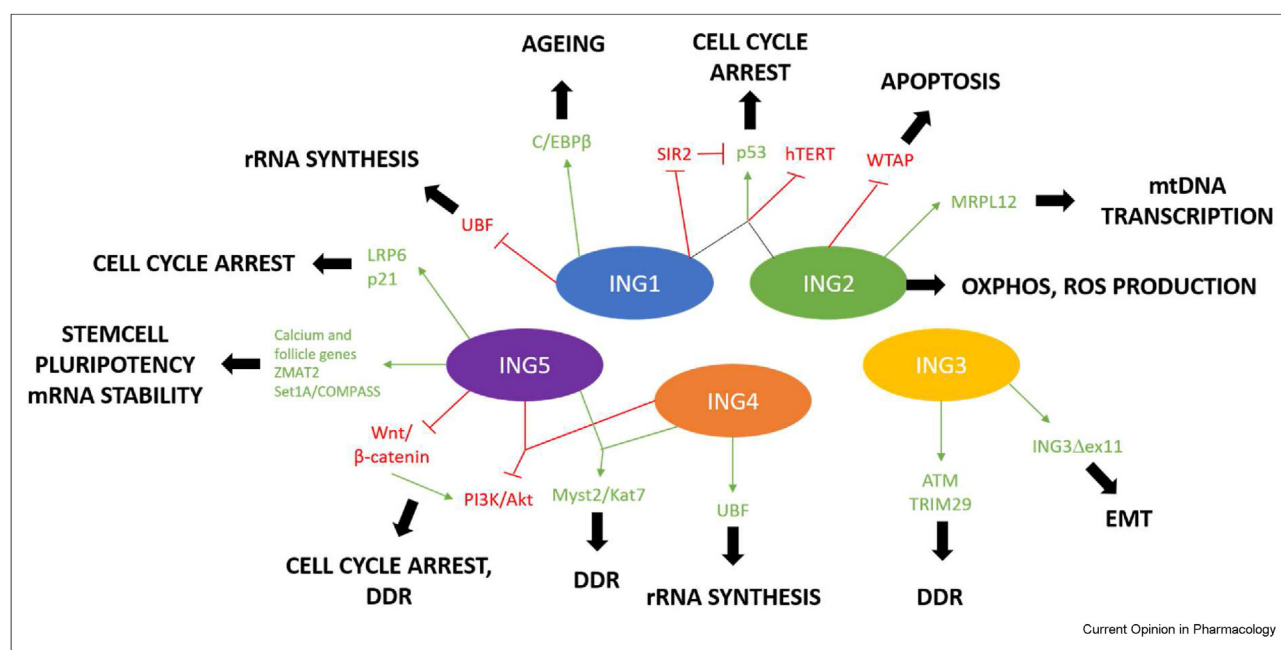 AGEING
CELL CYCLE
ARREST
APOPTOSIS
C/EBPβ
SIR2
p53
hTERT
WTAP
rRNA SYNTHESIS
UBF
MRPL12
mtDNA
TRANSCRIPTION
CELL CYCLE ARREST
LRP6
p21
ING1
ING2
OXPHOS, ROS PRODUCTION
STEMCELL
PLURIPOTENCY
mRNA STABILITY
Calcium and
follicle genes
ZMAT2
Set1A/COMPASS
ING5
ING4
ING3
Wnt/
β-catenin
PI3K/Akt
Myst2/Kat7
UBF
ATM
TRIM29
ING3Δex11
EMT
CELL CYCLE ARREST,
DDR
DDR
rRNA SYNTHESIS
DDR
Current Opinion in Pharmacology